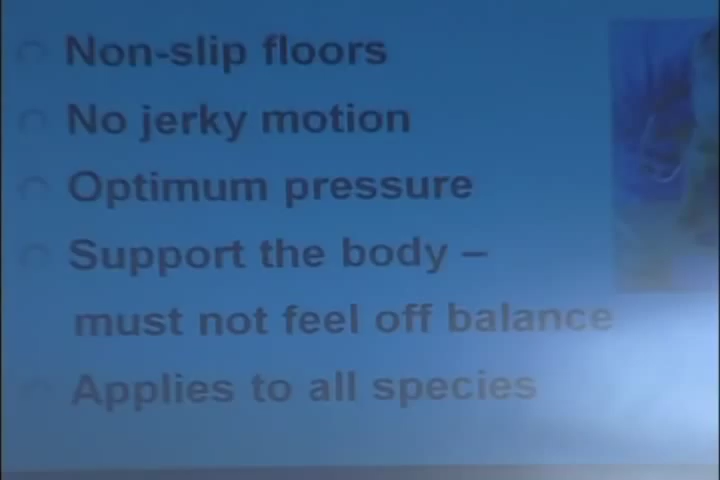 Non-slip floors
No jerky motion
Optimum pressure
Support the body –
must not feel off balance
Applies to all species